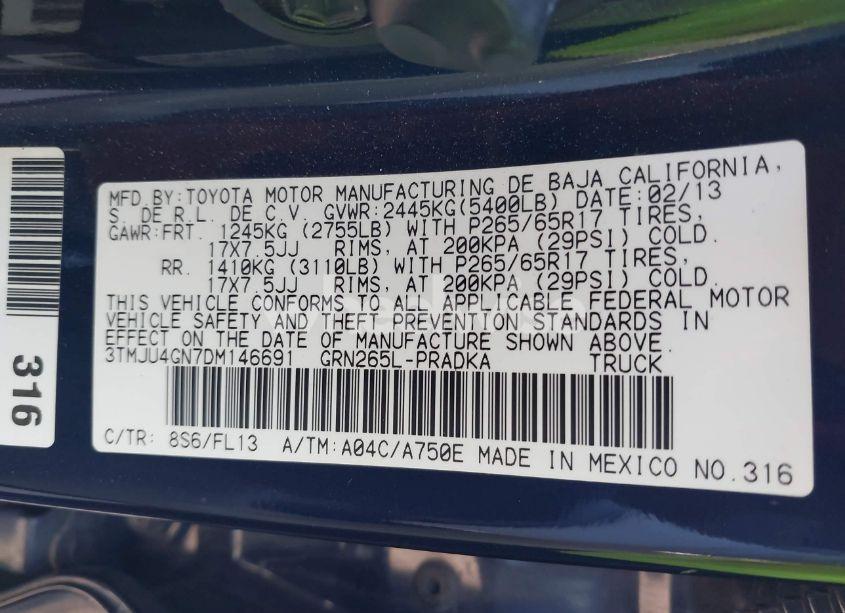 MFD.BY:TOYOTA MOTOR MANUFACTURING DE BAJA CALIFORNIA,
S. DE R.L. DE C.V. GVWR:2445KG(5400LB) DATE:02/13
GAWR:FRT. 1245KG (2755LB) WITH P265/65R17 TIRES,
17X7.5JJ RIMS, AT 200KPA (29PSI) COLD.
RR. 1410KG (3110LB) WITH P265/65R17 TIRES,
17X7.5JJ RIMS, AT 200KPA (29PSI) COLD.
THIS VEHICLE CONFORMS TO ALL APPLICABLE FEDERAL MOTOR
VEHICLE SAFETY AND THEFT PREVENTION STANDARDS IN
EFFECT ON THE DATE OF MANUFACTURE SHOWN ABOVE.
3TMJU4GN7DM146691 GRN265L-PRADKA TRUCK
C/TR: 8S6/FL13 A/TM:A04C/A750E MADE IN MEXICO NO.316
316